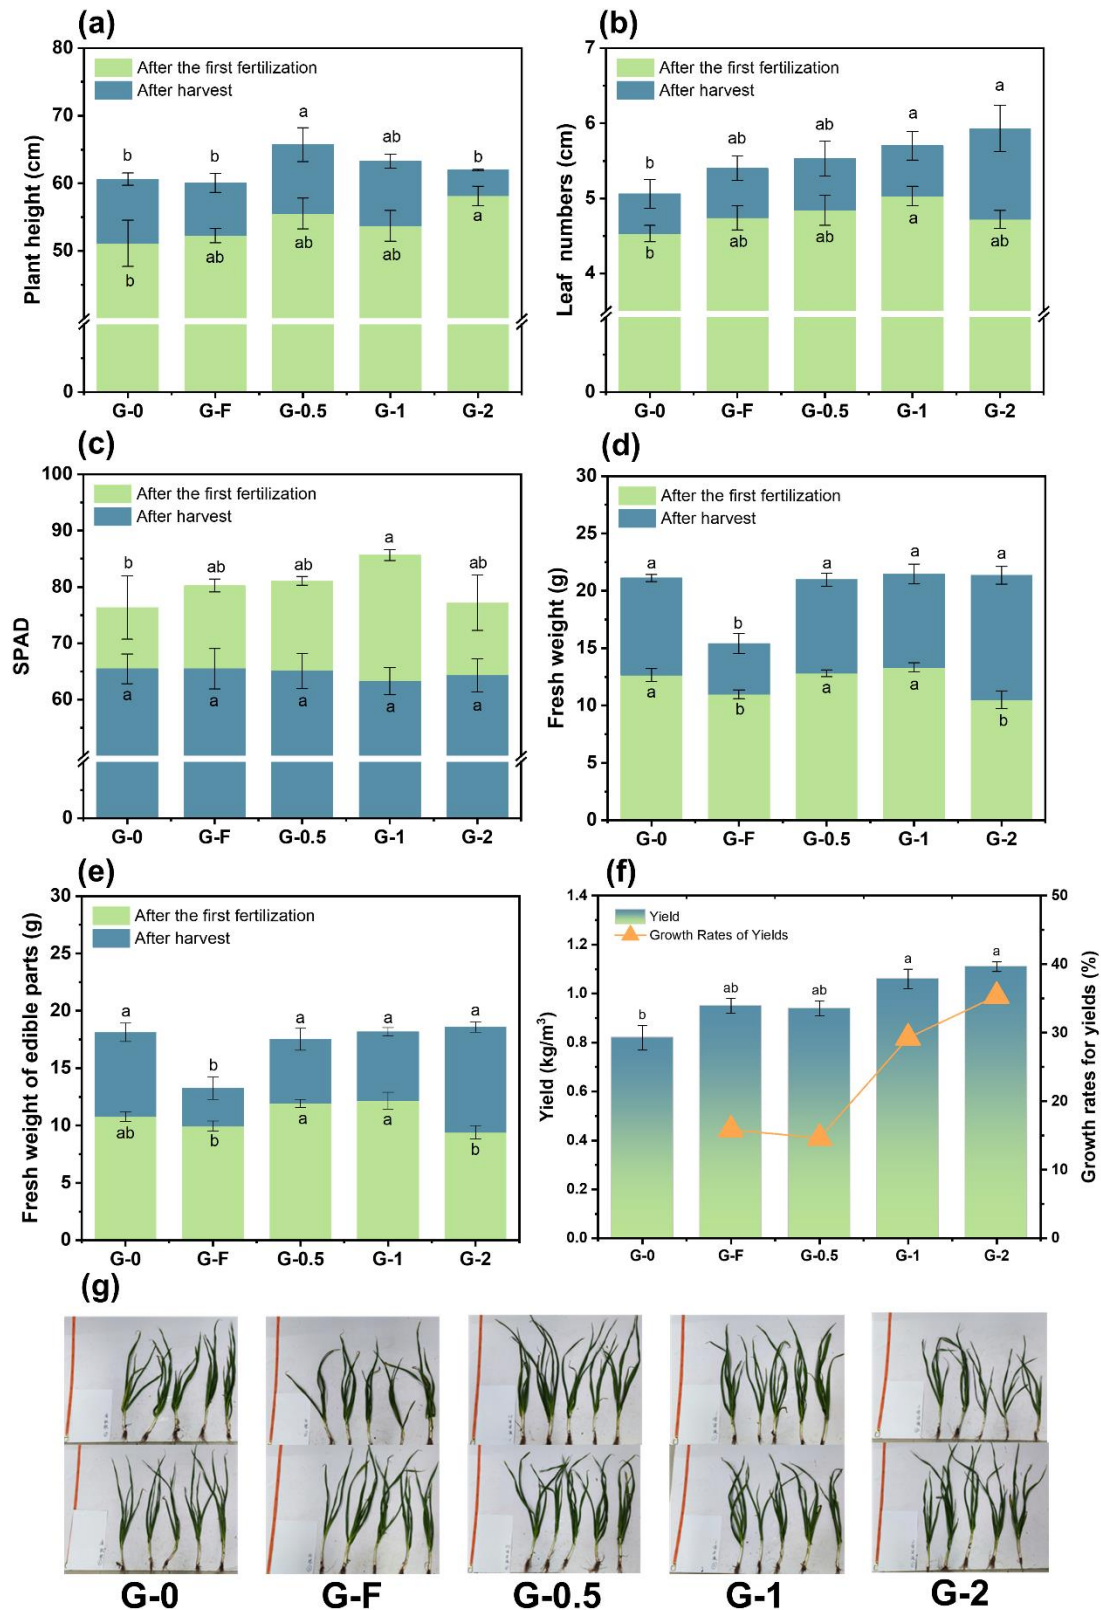 (a)
80
70
60
50
0
Plant height (cm)
After the first fertilization
After harvest
b b a ab b
b ab ab ab a
G-0 G-F G-0.5 G-1 G-2
(b)
7
6
5
4
0
Leaf numbers (cm)
After the first fertilization
After harvest
b ab ab a a
b ab ab a ab
G-0 G-F G-0.5 G-1 G-2
(c)
100
90
80
70
60
0
SPAD
After the first fertilization
After harvest
b ab ab a ab
a a a a a
G-0 G-F G-0.5 G-1 G-2
(d)
30
25
20
15
10
5
0
Fresh weight (g)
After the first fertilization
After harvest
a b a a a
a b a a b
G-0 G-F G-0.5 G-1 G-2
(e)
30
25
20
15
10
5
0
Fresh weight of edible parts (g)
After the first fertilization
After harvest
a b a a a
ab b a a b
G-0 G-F G-0.5 G-1 G-2
(f)
1.4
1.2
1.0
0.8
0.6
0.4
0.2
0.0
Yield (kg/m³)
Yield
Growth Rates of Yields
b ab ab a a
50
40
30
20
10
0
Growth rates for yields (%)
G-0 G-F G-0.5 G-1 G-2
(g)
G-0 G-F G-0.5 G-1 G-2